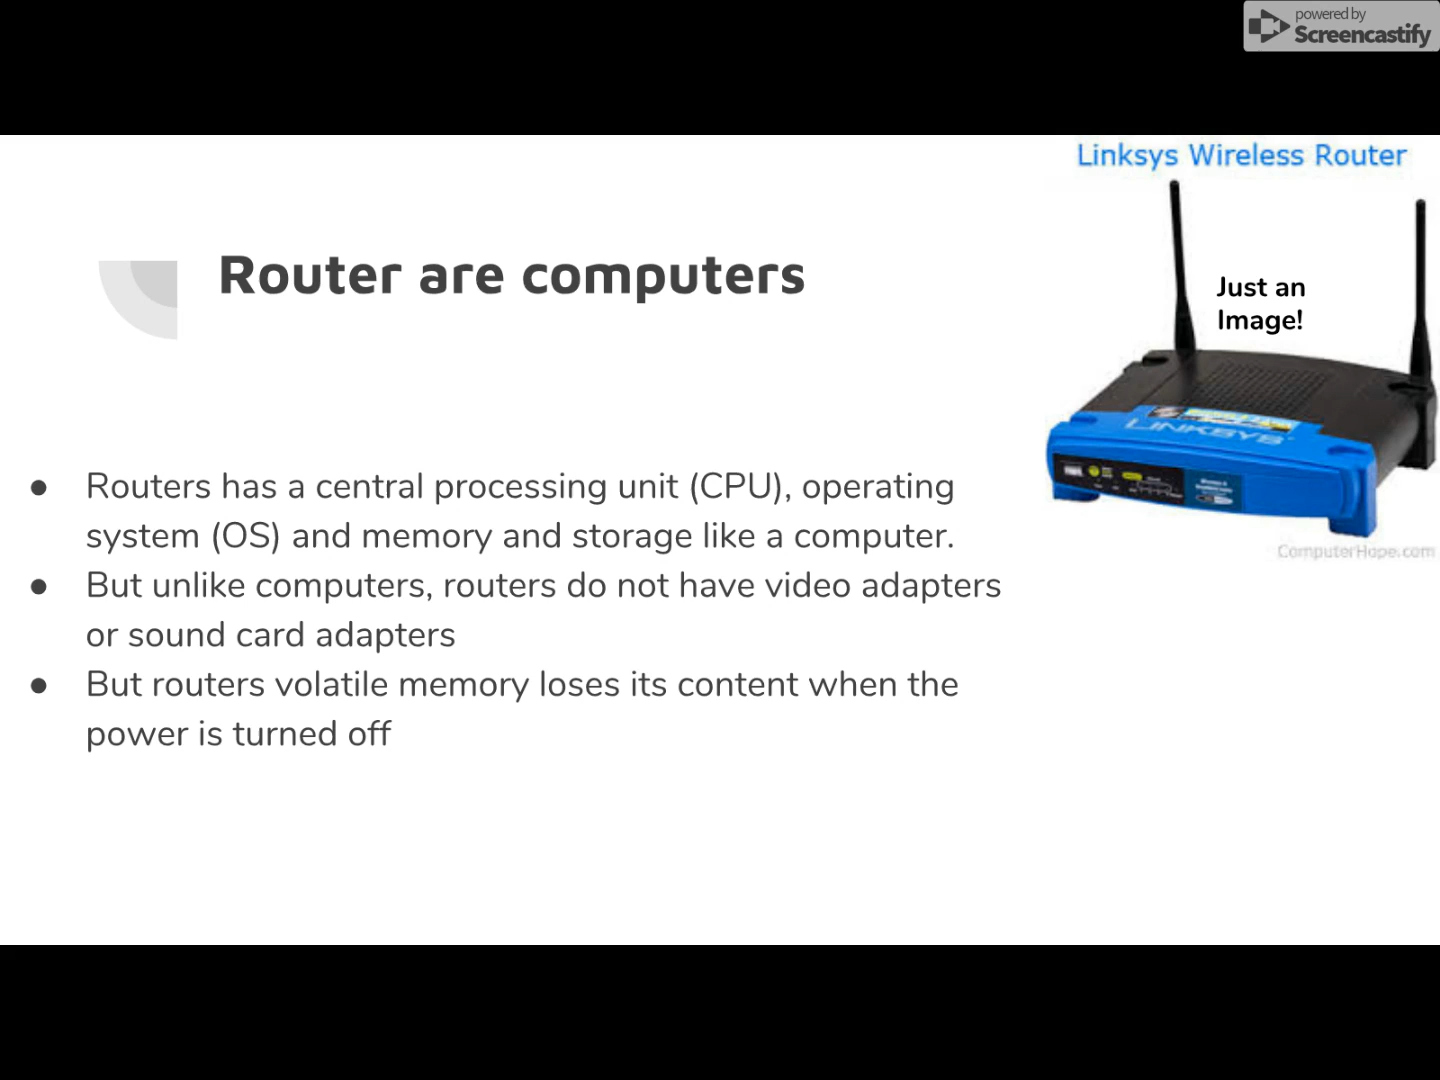 powered by
Screencastify
Linksys Wireless Router
Router are computers
Just an
Image!
LINKSYS
● Routers has a central processing unit (CPU), operating
system (OS) and memory and storage like a computer.
● But unlike computers, routers do not have video adapters
or sound card adapters
● But routers volatile memory loses its content when the
power is turned off
ComputerHope.com